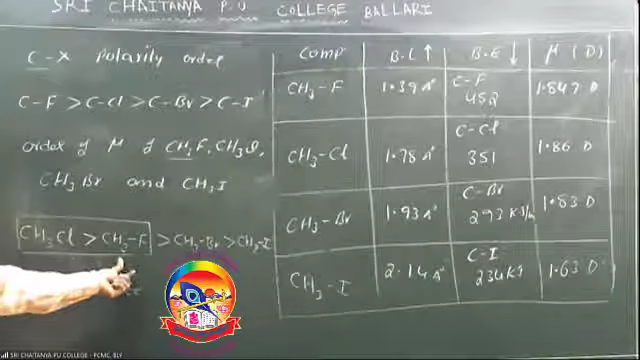 SRI CHAITANYA P.U COLLEGE BALLARI
C-X Polarity order
C-F > C-Cl > C-Br > C-I
order of μ of CH3F, CH3Cl,
CH3Br and CH3I
CH3Cl > CH3-F > CH3-Br > CH3-I
Comp B.L ↑ B.E ↓ μ (D)
CH3-F 1.39 A° C-F 452 1.847 D
CH3-Cl 1.78 A° C-Cl 351 1.86 D
CH3-Br 1.93 A° C-Br 293 KJ/m 1.83 D
CH3-I 2.14 A° C-I 234 KJ 1.63 D
SRI CHAITANYA PU COLLEGE - PCMC, BLY